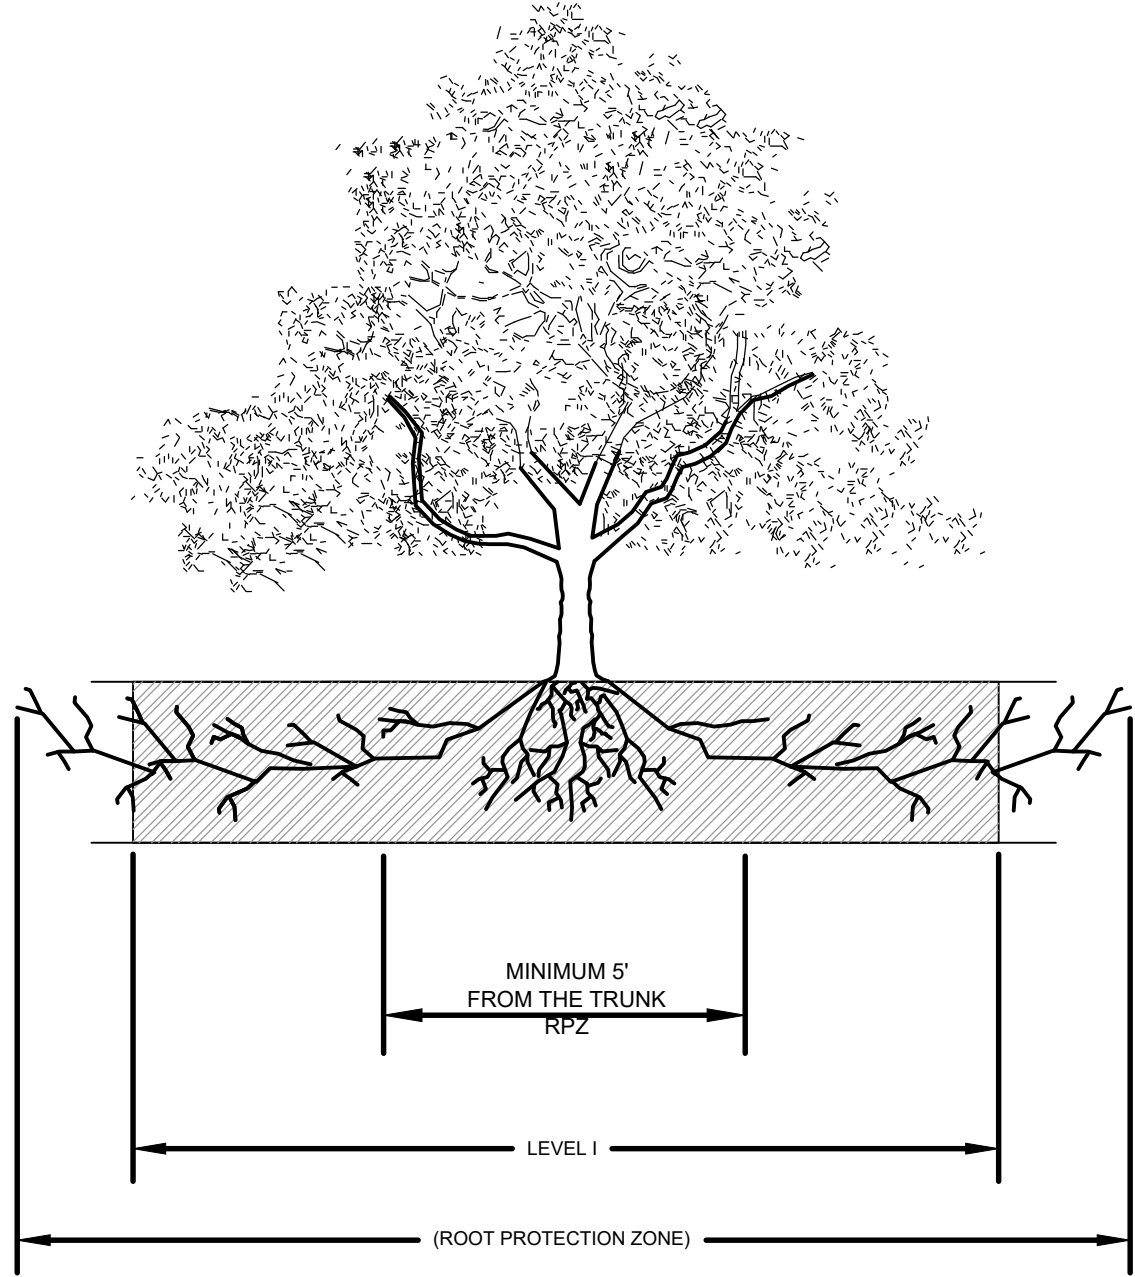 MINIMUM 5'
FROM THE TRUNK
RPZ
LEVEL I
(ROOT PROTECTION ZONE)